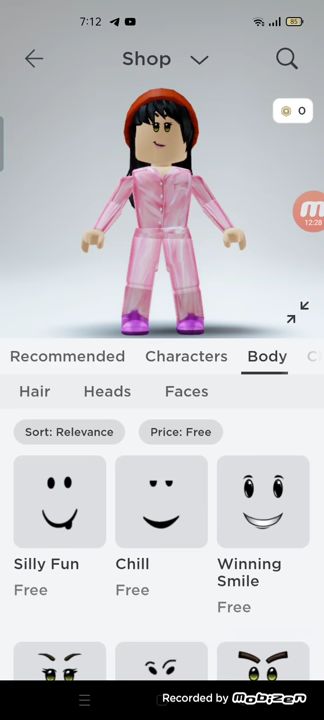 7:12
85
Shop
0
12:28
Recommended
Characters
Body
C
Hair
Heads
Faces
Sort: Relevance
Price: Free
Silly Fun
Chill
Winning
Smile
Free
Free
Free
Recorded by mobizen